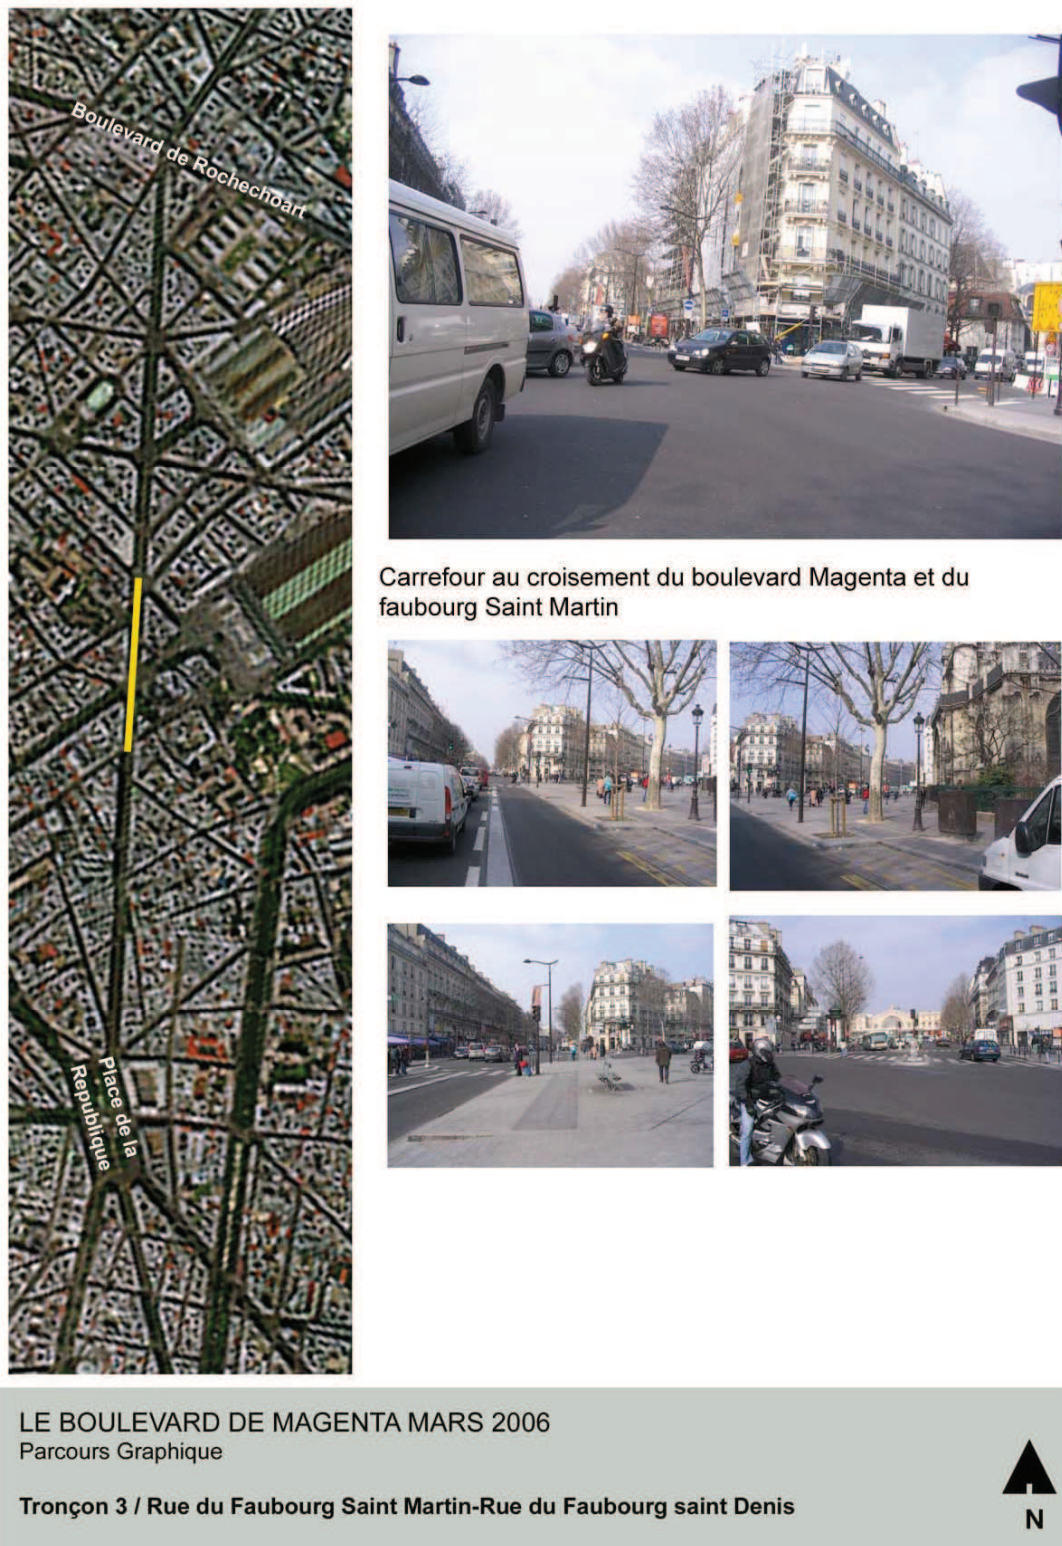 Boulevard de Rochechoart
Carrefour au croisement du boulevard Magenta et du
faubourg Saint Martin
Place de la
Republique
LE BOULEVARD DE MAGENTA MARS 2006
Parcours Graphique
Tronçon 3 / Rue du Faubourg Saint Martin-Rue du Faubourg saint Denis
N